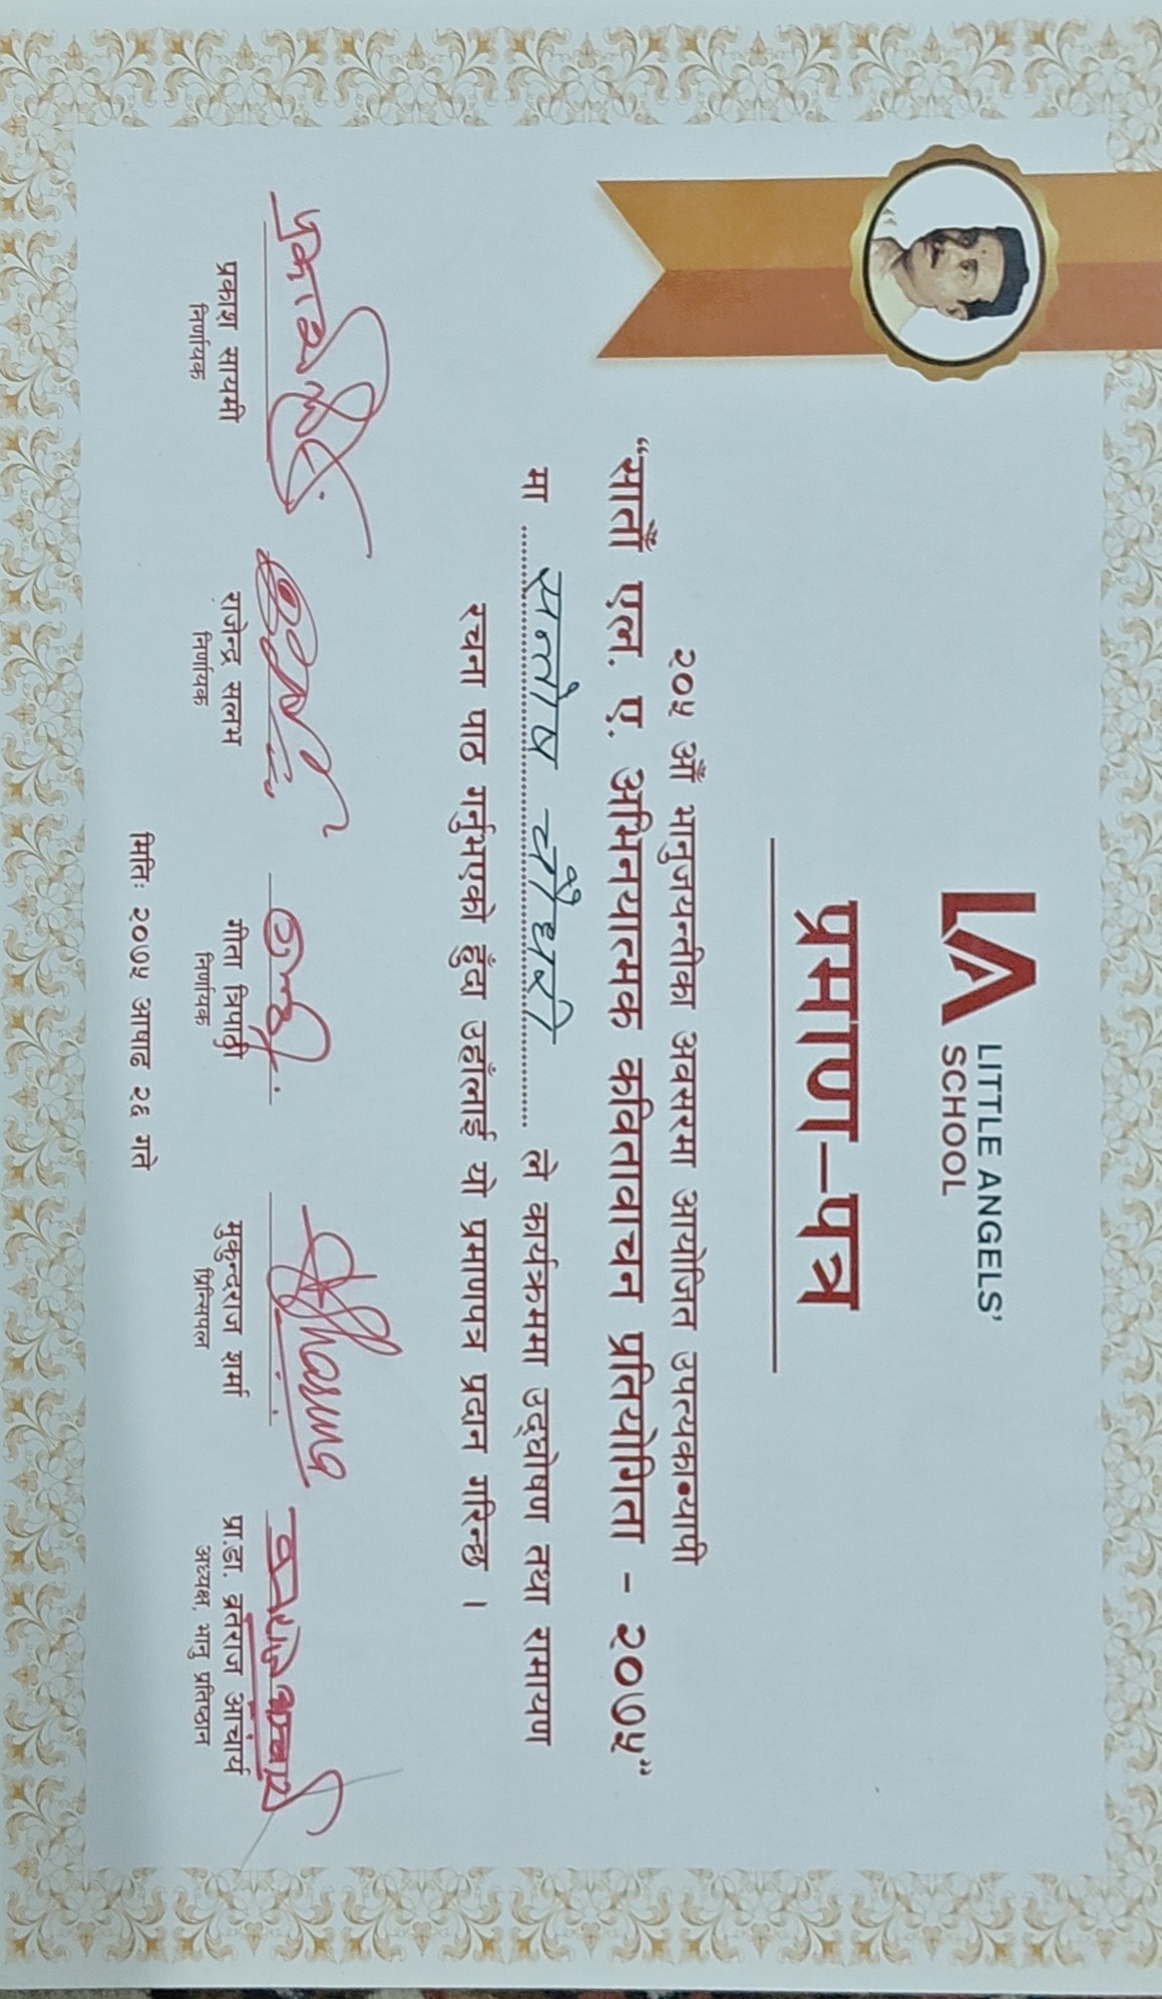 LA LITTLE ANGELS'
SCHOOL
प्रमाण-पत्र
२०५ औँ भानुजयन्तीका अवसरमा आयोजित उपत्यकाव्यापी
“सातौँ एल. ए. अभिनयात्मक कवितावाचन प्रतियोगिता - २०७५”
मा सन्तोष चौधरी ले कार्यक्रममा उद्‌घोषण तथा रामायण
रचना पाठ गर्नुभएको हुँदा उहाँलाई यो प्रमाणपत्र प्रदान गरिन्छ ।
Sharma
प्रकाश सायमी राजेन्द्र सलभ गीता त्रिपाठी मुकुन्दराज शर्मा प्रा.डा. व्रतराज आचार्य
निर्णायक निर्णायक निर्णायक प्रिन्सिपल अध्यक्ष, भानु प्रतिष्ठान
मितिः २०७५ आषाढ २६ गते